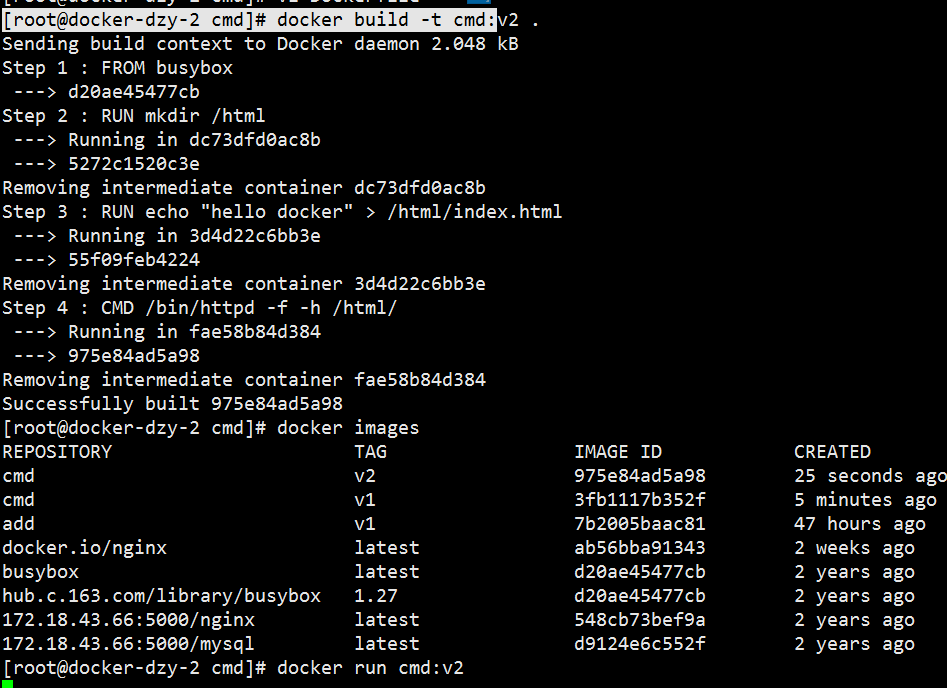 [root@docker-dzy-2 cmd]# docker build -t cmd:v2 .
Sending build context to Docker daemon 2.048 kB
Step 1 : FROM busybox
 ---> d20ae45477cb
Step 2 : RUN mkdir /html
 ---> Running in dc73dfd0ac8b
 ---> 5272c1520c3e
Removing intermediate container dc73dfd0ac8b
Step 3 : RUN echo "hello docker" > /html/index.html
 ---> Running in 3d4d22c6bb3e
 ---> 55f09feb4224
Removing intermediate container 3d4d22c6bb3e
Step 4 : CMD /bin/httpd -f -h /html/
 ---> Running in fae58b84d384
 ---> 975e84ad5a98
Removing intermediate container fae58b84d384
Successfully built 975e84ad5a98
[root@docker-dzy-2 cmd]# docker images
REPOSITORY TAG IMAGE ID CREATED
cmd v2 975e84ad5a98 25 seconds ago
cmd v1 3fb1117b352f 5 minutes ago
add v1 7b2005baac81 47 hours ago
docker.io/nginx latest ab56bba91343 2 weeks ago
busybox latest d20ae45477cb 2 years ago
hub.c.163.com/library/busybox 1.27 d20ae45477cb 2 years ago
172.18.43.66:5000/nginx latest 548cb73bef9a 2 years ago
172.18.43.66:5000/mysql latest d9124e6c552f 2 years ago
[root@docker-dzy-2 cmd]# docker run cmd:v2